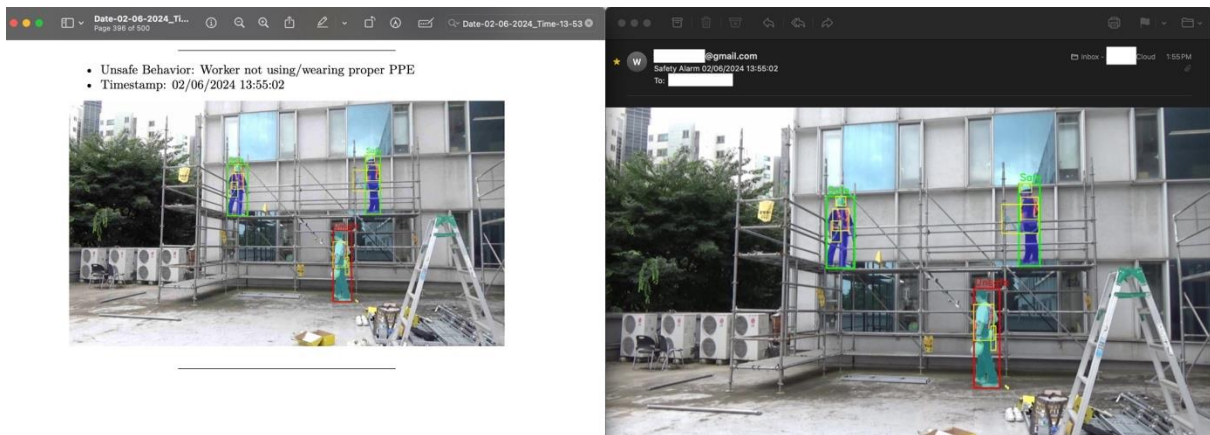 Date-02-06-2024_Ti...
Page 396 of 500
Date-02-06-2024_Time-13-53
• Unsafe Behavior: Worker not using/wearing proper PPE
• Timestamp: 02/06/2024 13:55:02
W
@gmail.com
Safety Alarm 02/06/2024 13:55:02
To:
Inbox - Cloud 1:55 PM
Safe